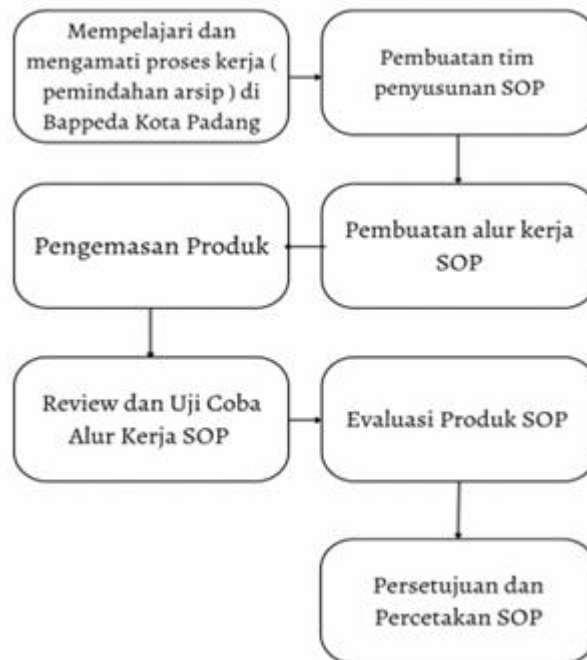 Mempelajari dan
mengamati proses kerja (
pemindahan arsip ) di
Bappeda Kota Padang
Pembuatan tim
penyusunan SOP
Pembuatan alur kerja
SOP
Pengemasan Produk
Review dan Uji Coba
Alur Kerja SOP
Evaluasi Produk SOP
Persetujuan dan
Percetakan SOP